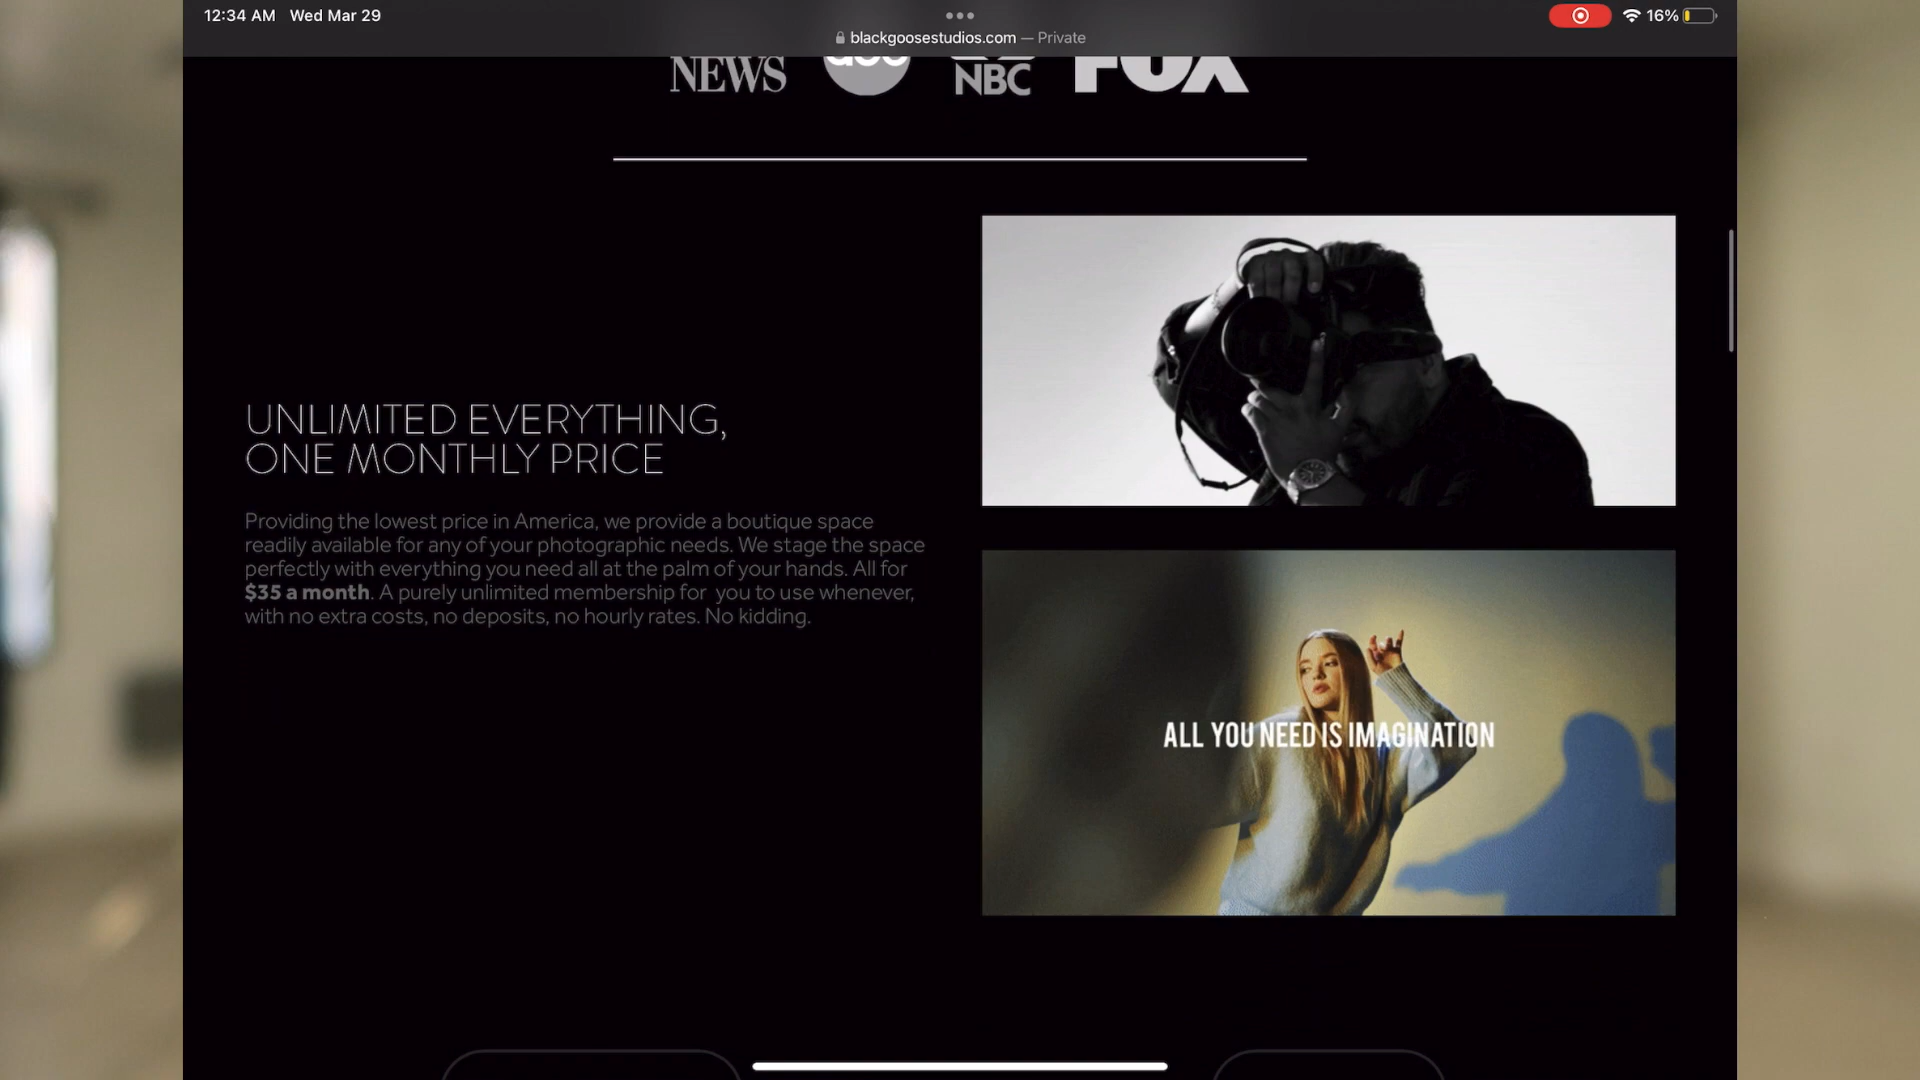 12:34 AM Wed Mar 29
16%
blackgoosestudios.com — Private
NEWS abc NBC FOX
UNLIMITED EVERYTHING,
ONE MONTHLY PRICE
Providing the lowest price in America, we provide a boutique space
readily available for any of your photographic needs. We stage the space
perfectly with everything you need all at the palm of your hands. All for
$35 a month. A purely unlimited membership for you to use whenever,
with no extra costs, no deposits, no hourly rates. No kidding.
ALL YOU NEED IS IMAGINATION